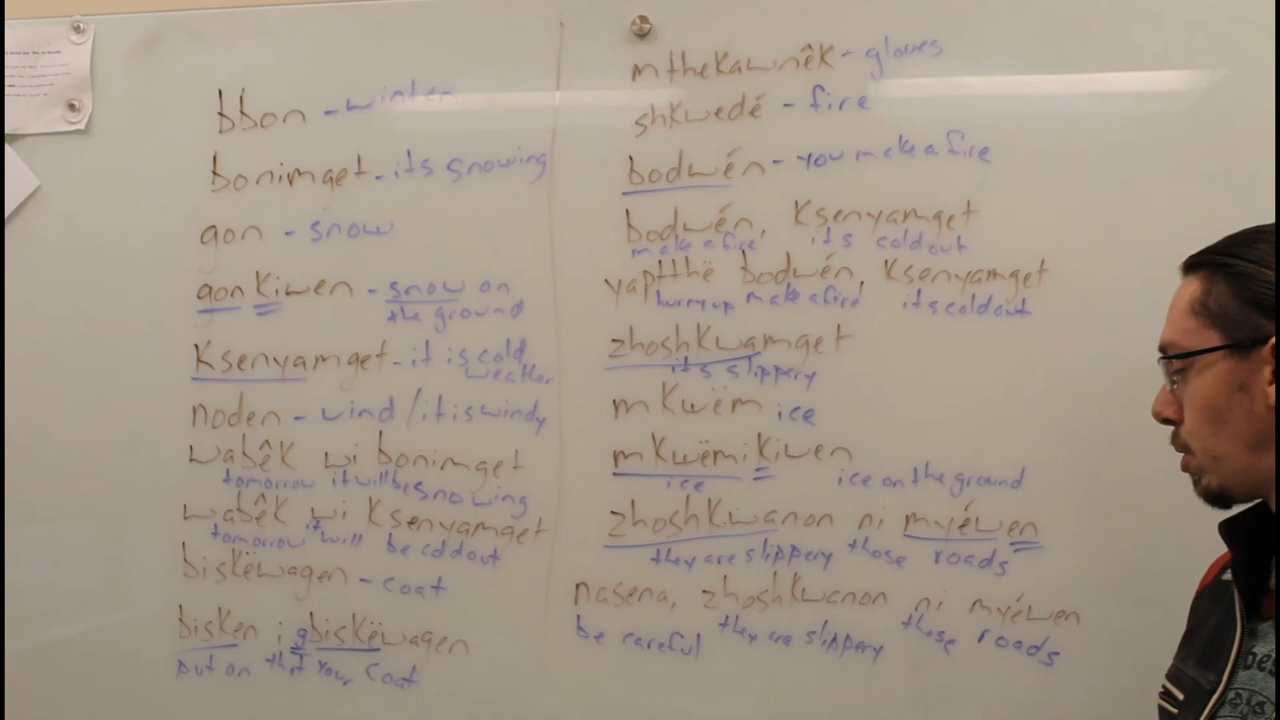 bbon - winter
bonimget - its snowing
gon - snow
gonkiwen - snow on
the ground
Ksenyamget - it is cold
weather
noden - wind / it is windy
wabêk wi bonimget
tomorrow it will be snowing
wabêk wi Ksenyamget
tomorrow it will be cold out
biskëwagen - coat
bisken i gbiskëwagen
put on that your coat
mthekawnêk - gloves
shkwedé - fire
bodwén - you make a fire
bodwén, Ksenyamget
make a fire its cold out
yaptthë bodwén, Ksenyamget
hurry up make a fire its cold out
zhoshkwamget
its slippery
mkwëm ice
mkwëmikiwen
ice ice on the ground
zhoshkwanon ni myéwen
they are slippery those roads
nasena, zhoshkwanon ni myéwen
be careful they are slippery those roads